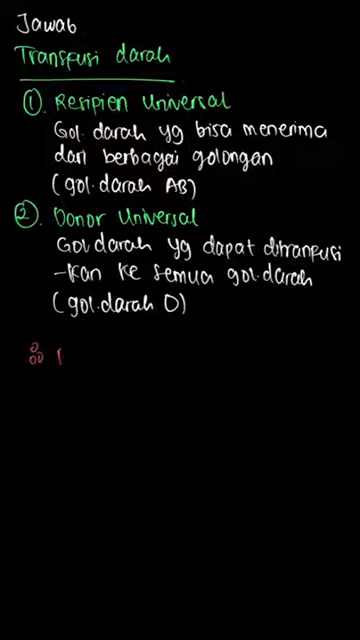 Jawab
Transfusi darah
① Resipien Universal
Gol. darah yg bisa menerima
dari berbagai golongan
(gol. darah AB)
② Donor Universal
Gol darah yg dapat ditranfusi
-kan ke semua gol. darah
(gol. darah O)